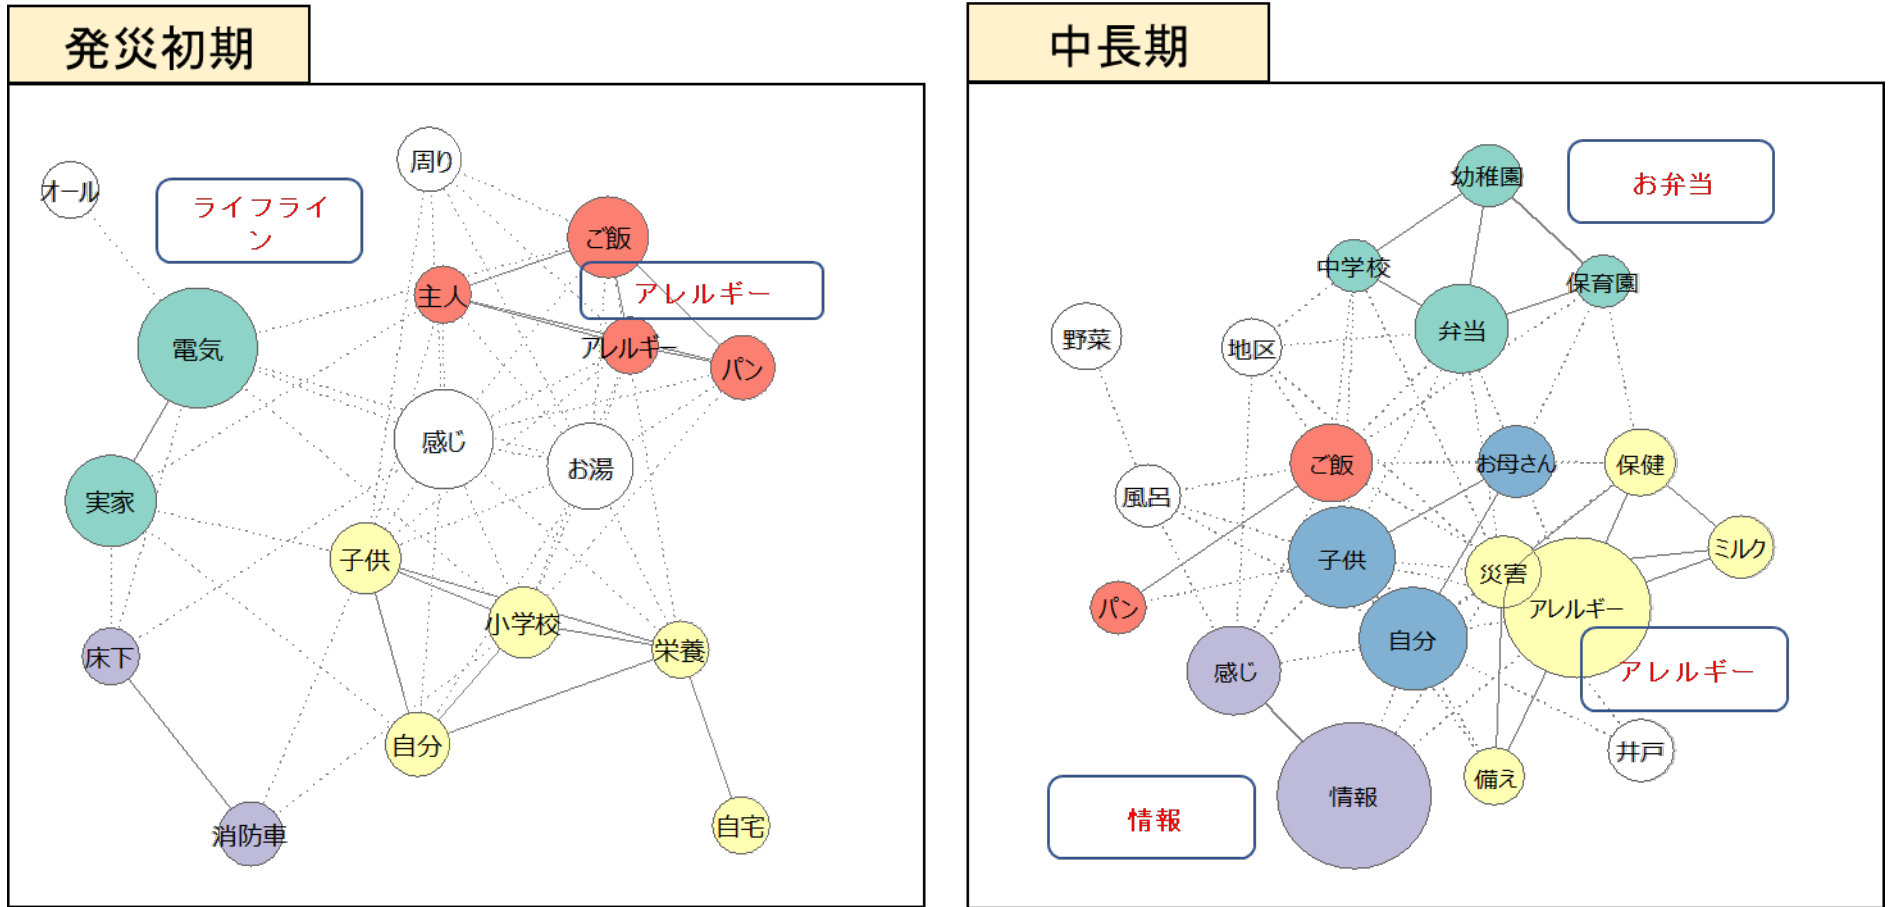 発災初期
周り
オール
ライフライ
ン
ご飯
主人
アレルギー
アレルギー
電気
パン
感じ
お湯
実家
子供
小学校
栄養
床下
自分
消防車
自宅
中長期
幼稚園
お弁当
中学校
保育園
弁当
野菜
地区
ご飯
お母さん
保健
風呂
ミルク
子供
災害
パン
アレルギー
自分
感じ
アレルギー
井戸
備え
情報
情報